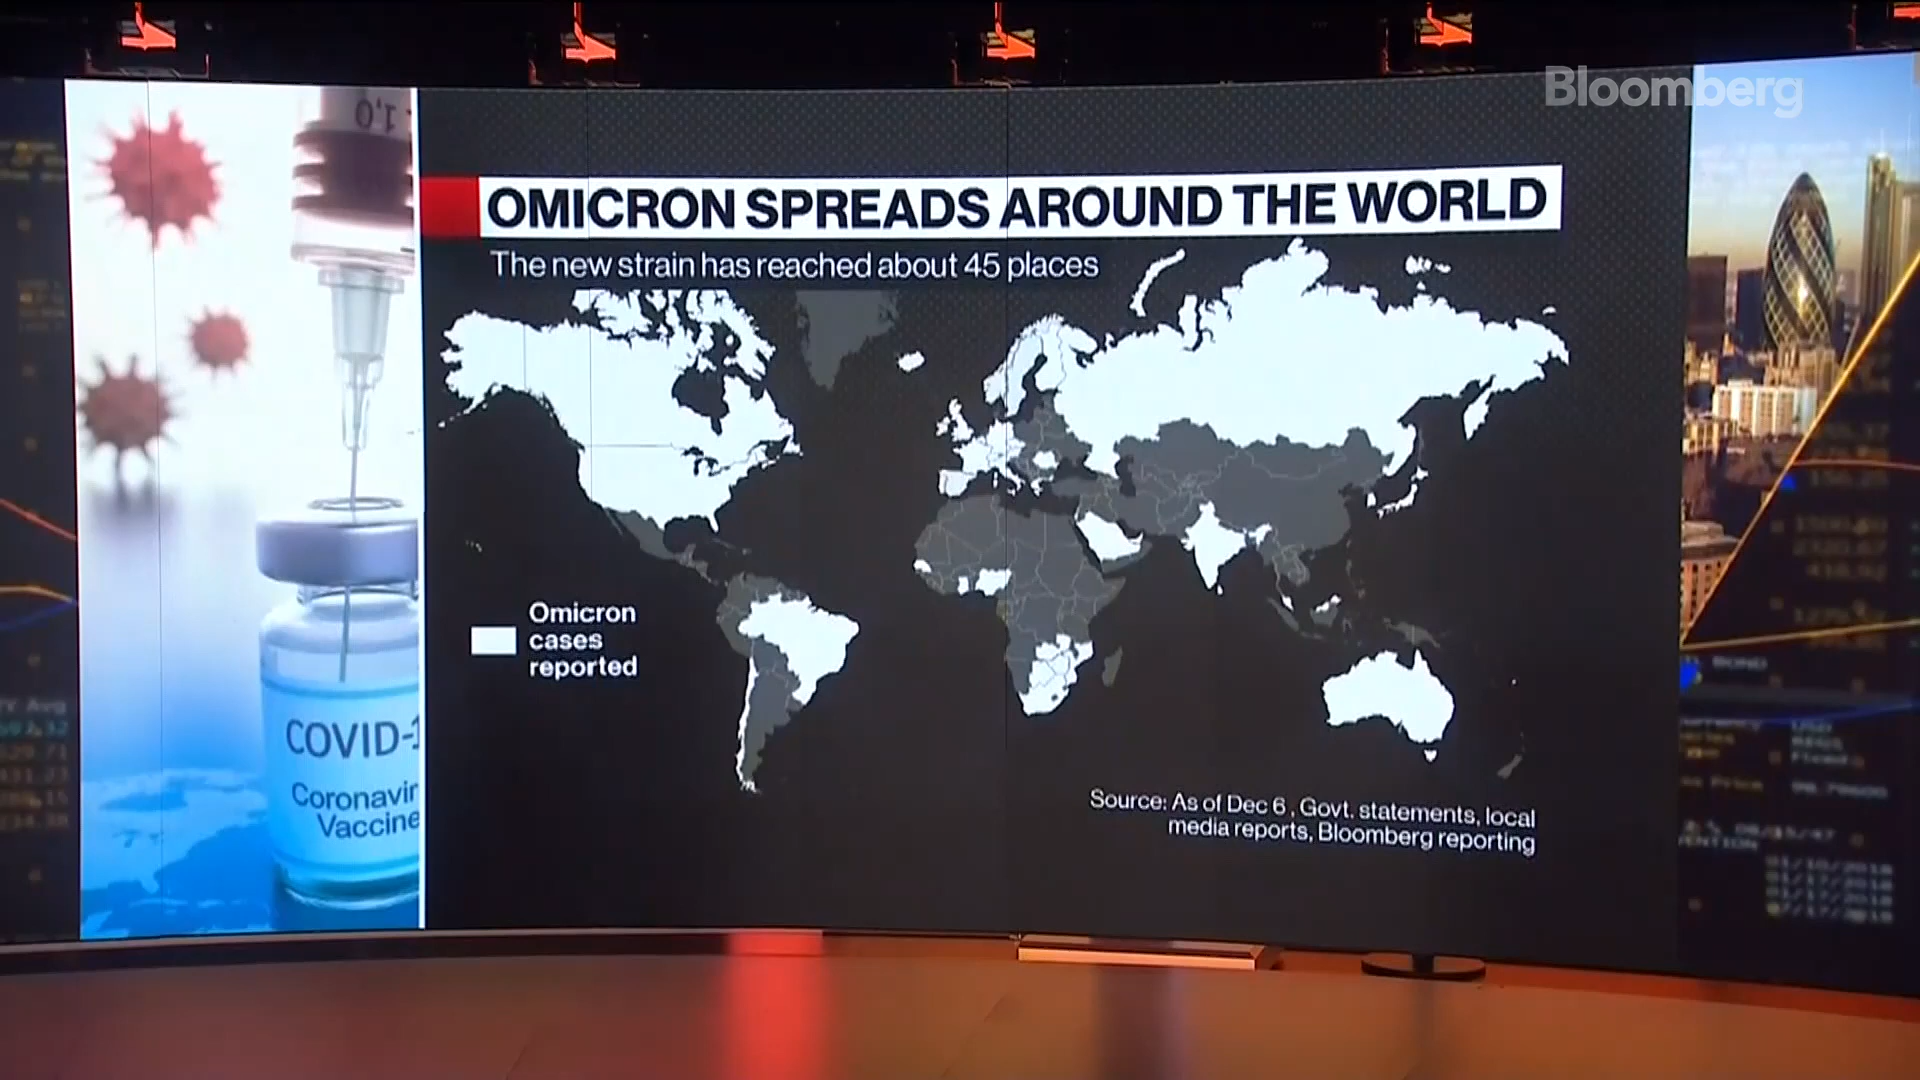 Bloomberg
OMICRON SPREADS AROUND THE WORLD
The new strain has reached about 45 places
Omicron
cases
reported
COVID-1
Coronavir
Vaccine
Source: As of Dec 6 , Govt. statements, local
media reports, Bloomberg reporting